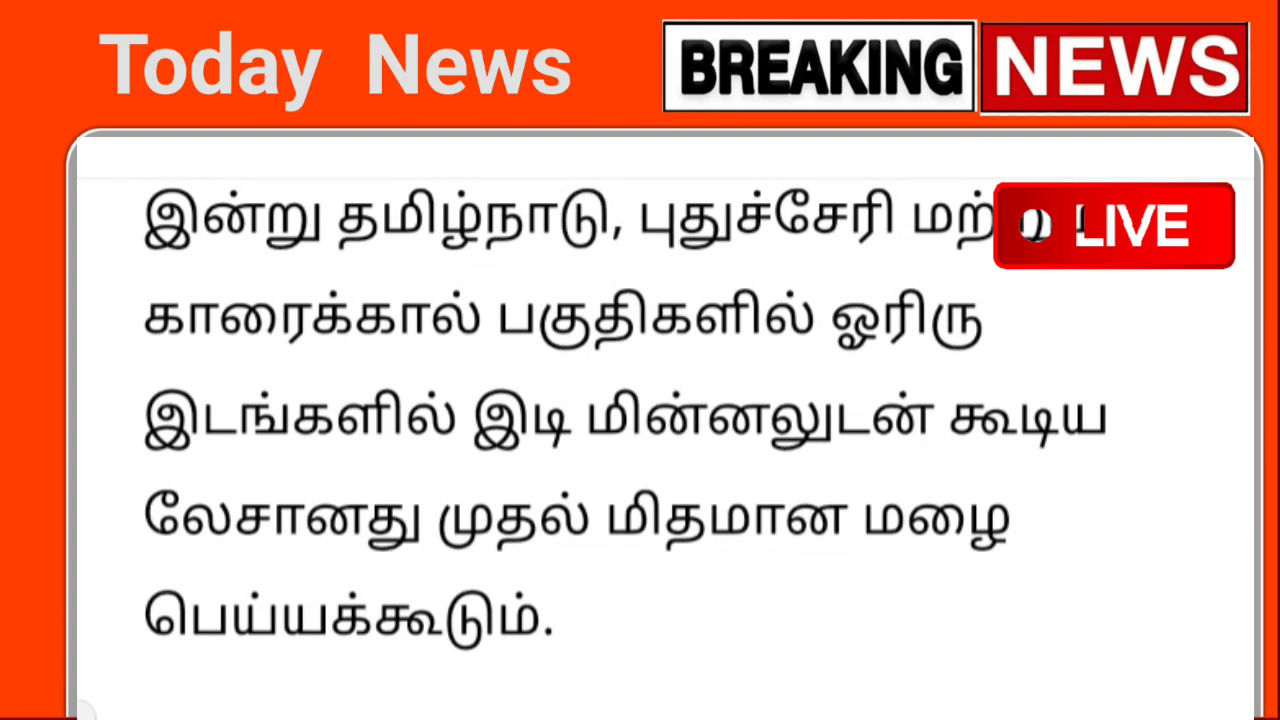 Today News
BREAKING NEWS
இன்று தமிழ்நாடு, புதுச்சேரி
LIVE
காரைக்கால் பகுதிகளில் ஓரிரு
இடங்களில் இடி மின்னலுடன் கூடிய
லேசானது முதல் மிதமான மழை
பெய்யக்கூடும்.